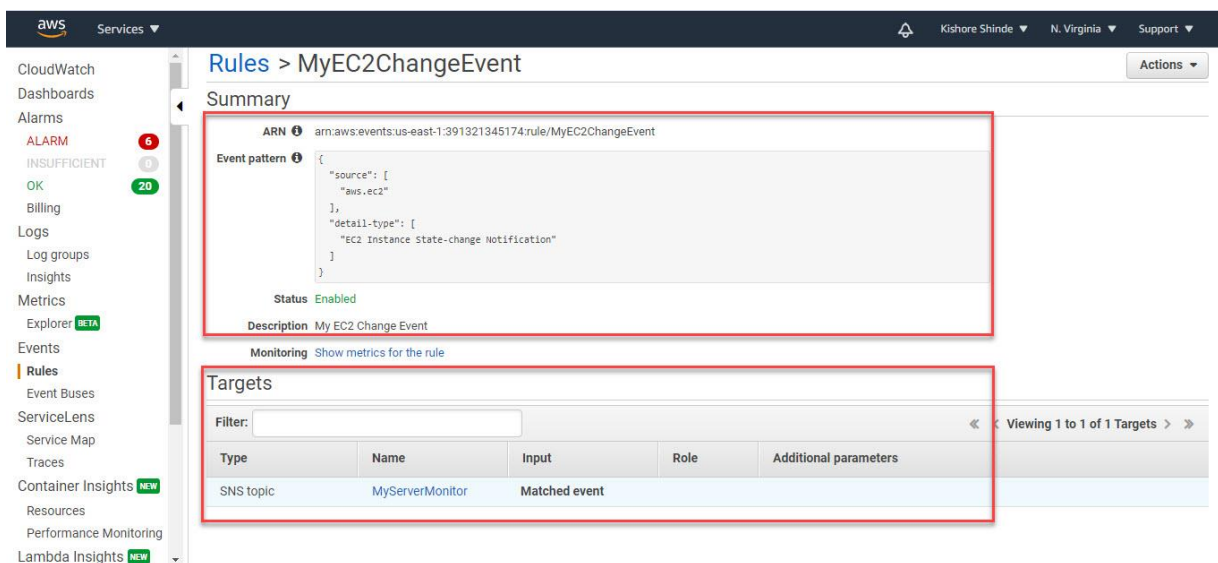 aws Services ▼ Kishore Shinde ▼ N. Virginia ▼ Support ▼
CloudWatch
Dashboards
Alarms
ALARM 6
INSUFFICIENT 0
OK 20
Billing
Logs
Log groups
Insights
Metrics
Explorer BETA
Events
Rules
Event Buses
ServiceLens
Service Map
Traces
Container Insights NEW
Resources
Performance Monitoring
Lambda Insights NEW
Rules > MyEC2ChangeEvent
Actions ▼
Summary
ARN arn:aws:events:us-east-1:391321345174:rule/MyEC2ChangeEvent
Event pattern {
"source": [
"aws.ec2"
],
"detail-type": [
"EC2 Instance State-change Notification"
]
}
Status Enabled
Description My EC2 Change Event
Monitoring Show metrics for the rule
Targets
Filter: « < Viewing 1 to 1 of 1 Targets > »
Type Name Input Role Additional parameters
SNS topic MyServerMonitor Matched event